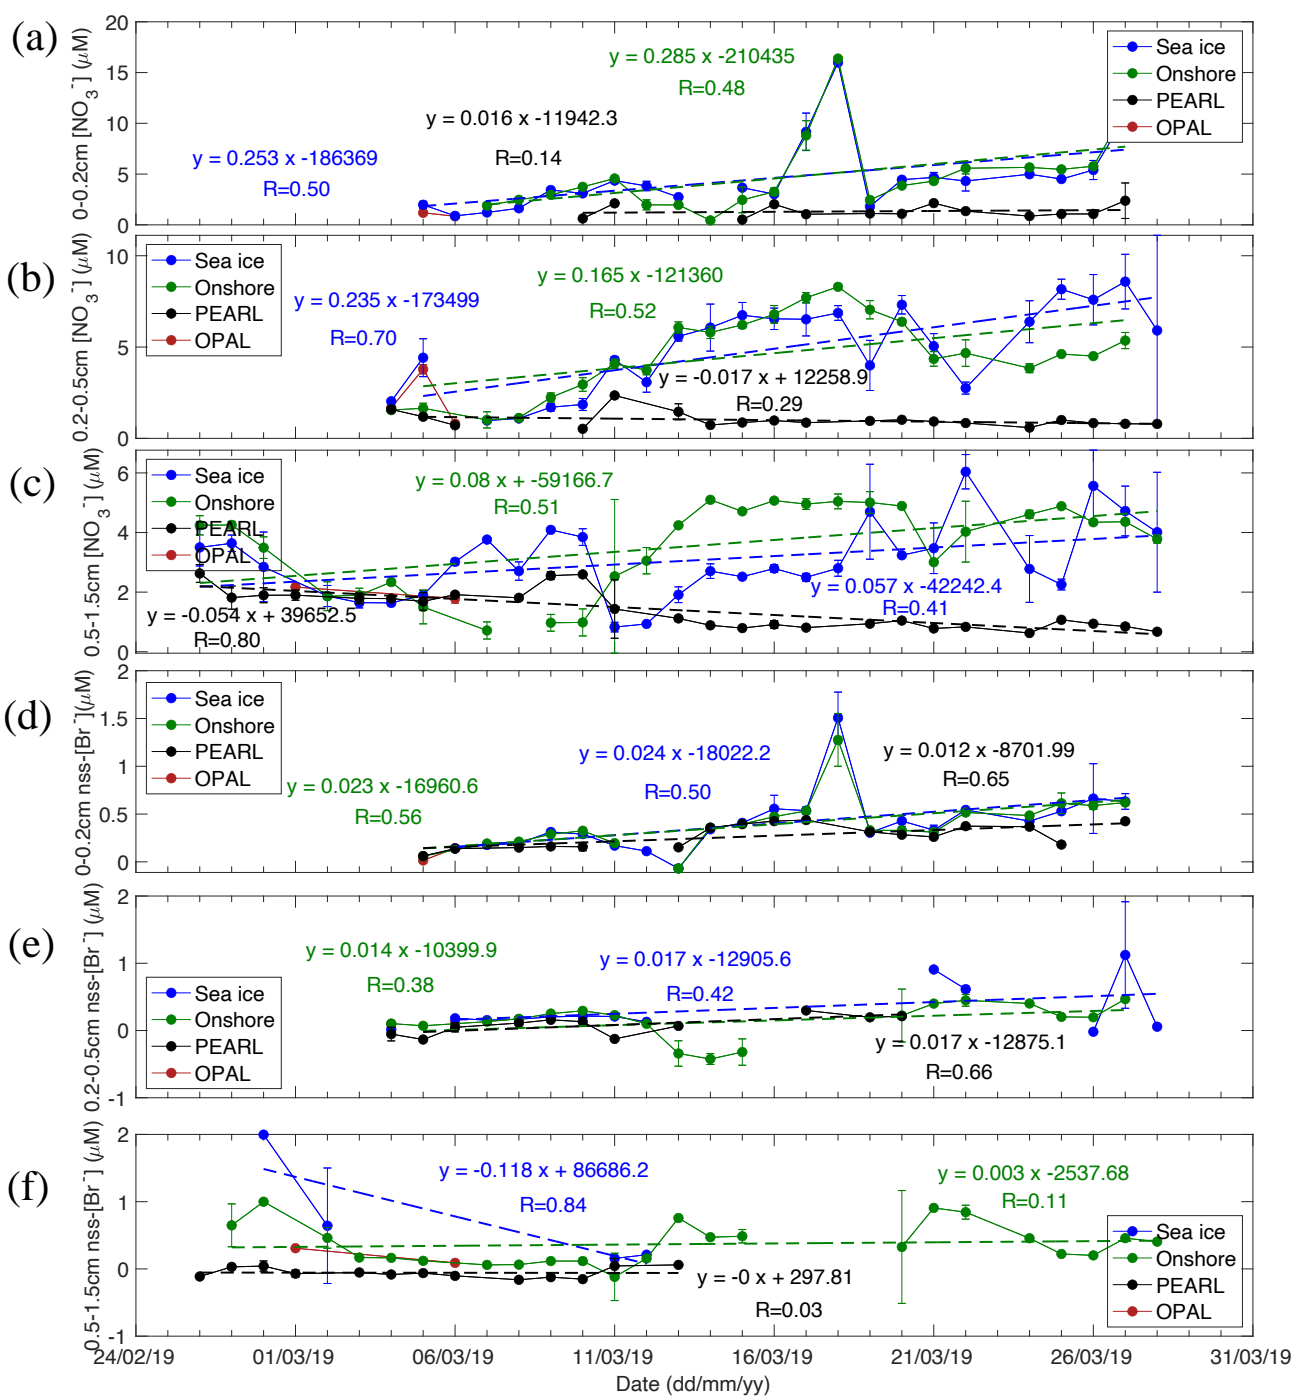 (a)
0-0.2cm [NO3-] (μM)
20
15
10
5
0
y = 0.285 x -210435
R=0.48
y = 0.016 x -11942.3
R=0.14
y = 0.253 x -186369
R=0.50
Sea ice
Onshore
PEARL
OPAL
(b)
0.2-0.5cm [NO3-] (μM)
10
5
0
Sea ice
Onshore
PEARL
OPAL
y = 0.235 x -173499
R=0.70
y = 0.165 x -121360
R=0.52
y = -0.017 x + 12258.9
R=0.29
(c)
0.5-1.5cm [NO3-] (μM)
6
4
2
0
Sea ice
Onshore
PEARL
OPAL
y = 0.08 x + -59166.7
R=0.51
y = 0.057 x -42242.4
R=0.41
y = -0.054 x + 39652.5
R=0.80
(d)
0-0.2cm nss-[Br-](μM)
2
1.5
1
0.5
0
Sea ice
Onshore
PEARL
OPAL
y = 0.023 x -16960.6
R=0.56
y = 0.024 x -18022.2
R=0.50
y = 0.012 x -8701.99
R=0.65
(e)
0.2-0.5cm nss-[Br-] (μM)
2
1
0
-1
Sea ice
Onshore
PEARL
OPAL
y = 0.014 x -10399.9
R=0.38
y = 0.017 x -12905.6
R=0.42
y = 0.017 x -12875.1
R=0.66
(f)
0.5-1.5cm nss-[Br-] (μM)
2
1
0
-1
y = -0.118 x + 86686.2
R=0.84
y = 0.003 x -2537.68
R=0.11
y = -0 x + 297.81
R=0.03
Sea ice
Onshore
PEARL
OPAL
24/02/19 01/03/19 06/03/19 11/03/19 16/03/19 21/03/19 26/03/19 31/03/19
Date (dd/mm/yy)